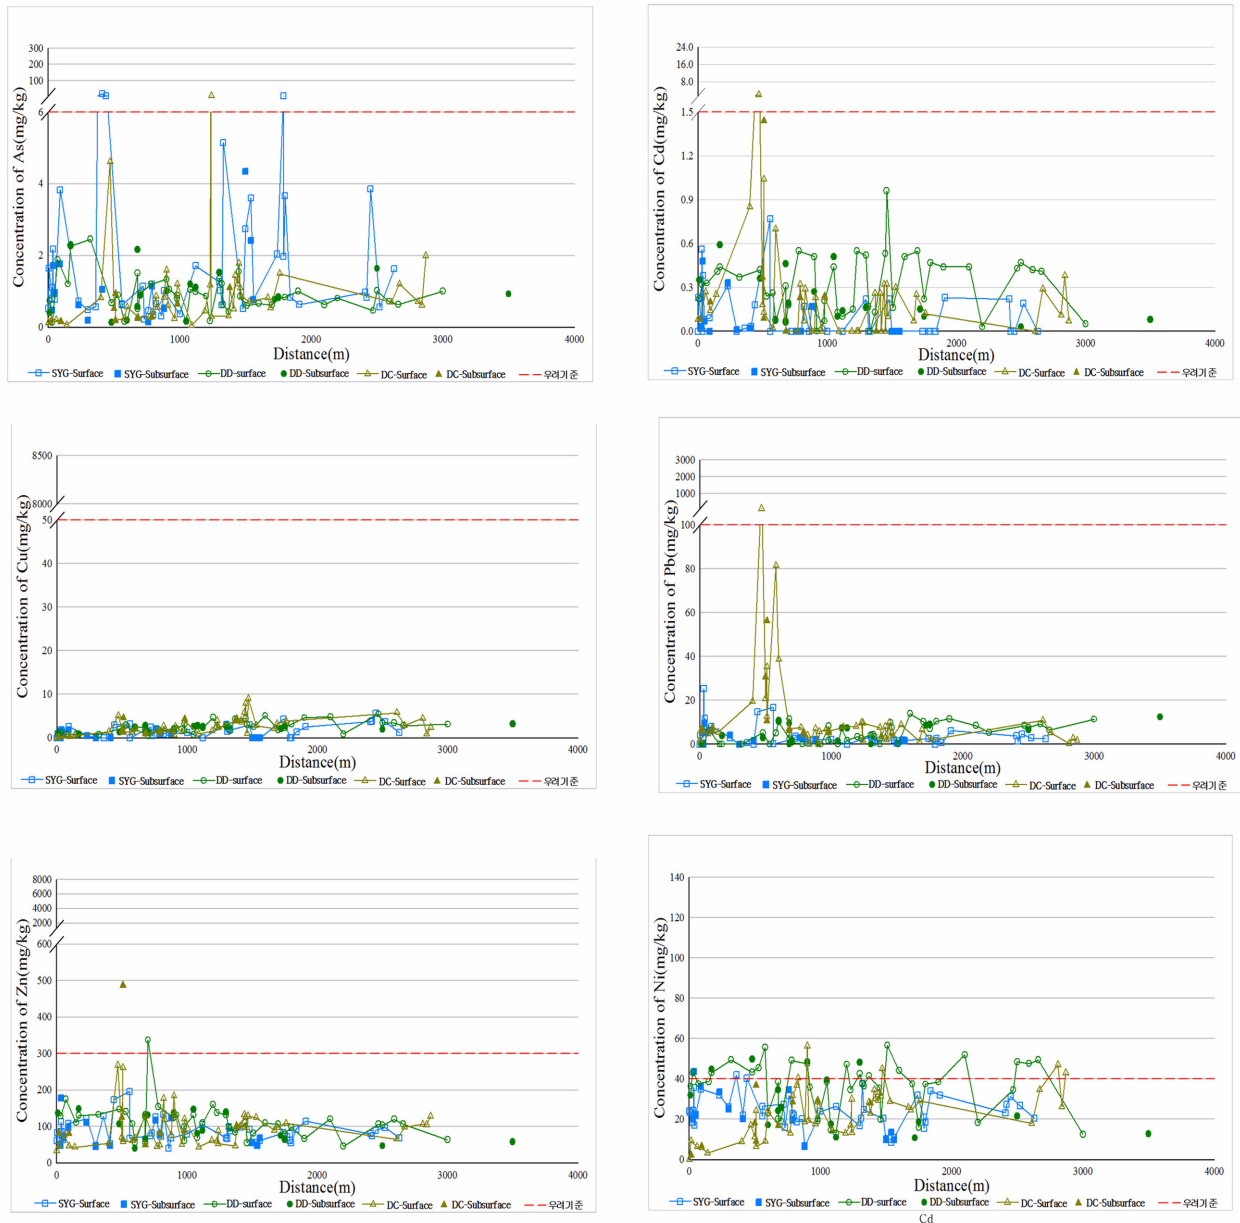 300
200
100
6
4
2
0
Concentration of As(mg/kg)
0 1000 2000 3000 4000
Distance(m)
SYG-Surface SYG-Subsurface DD-surface DD-Subsurface DC-Surface DC-Subsurface 우려기준
24.0
16.0
8.0
1.5
1.2
0.9
0.6
0.3
0.0
Concentration of Cd(mg/kg)
0 1000 2000 3000 4000
Distance(m)
SYG-Surface SYG-Subsurface DD-surface DD-Subsurface DC-Surface DC-Subsurface 우려기준
8500
8000
50
40
30
20
10
0
Concentration of Cu(mg/kg)
0 1000 2000 3000 4000
Distance(m)
SYG-Surface SYG-Subsurface DD-surface DD-Subsurface DC-Surface DC-Subsurface 우려기준
3000
2000
1000
100
80
60
40
20
0
Concentration of Pb(mg/kg)
0 1000 2000 3000 4000
Distance(m)
SYG-Surface SYG-Subsurface DD-surface DD-Subsurface DC-Surface DC-Subsurface 우려기준
8000
6000
4000
2000
600
500
400
300
200
100
0
Concentration of Zn(mg/kg)
0 1000 2000 3000 4000
Distance(m)
SYG-Surface SYG-Subsurface DD-surface DD-Subsurface DC-Surface DC-Subsurface 우려기준
140
120
100
80
60
40
20
0
Concentration of Ni(mg/kg)
0 1000 2000 3000 4000
Distance(m)
SYG-Surface SYG-Subsurface DD-surface DD-Subsurface DC-Surface DC-Subsurface 우려기준
Cd